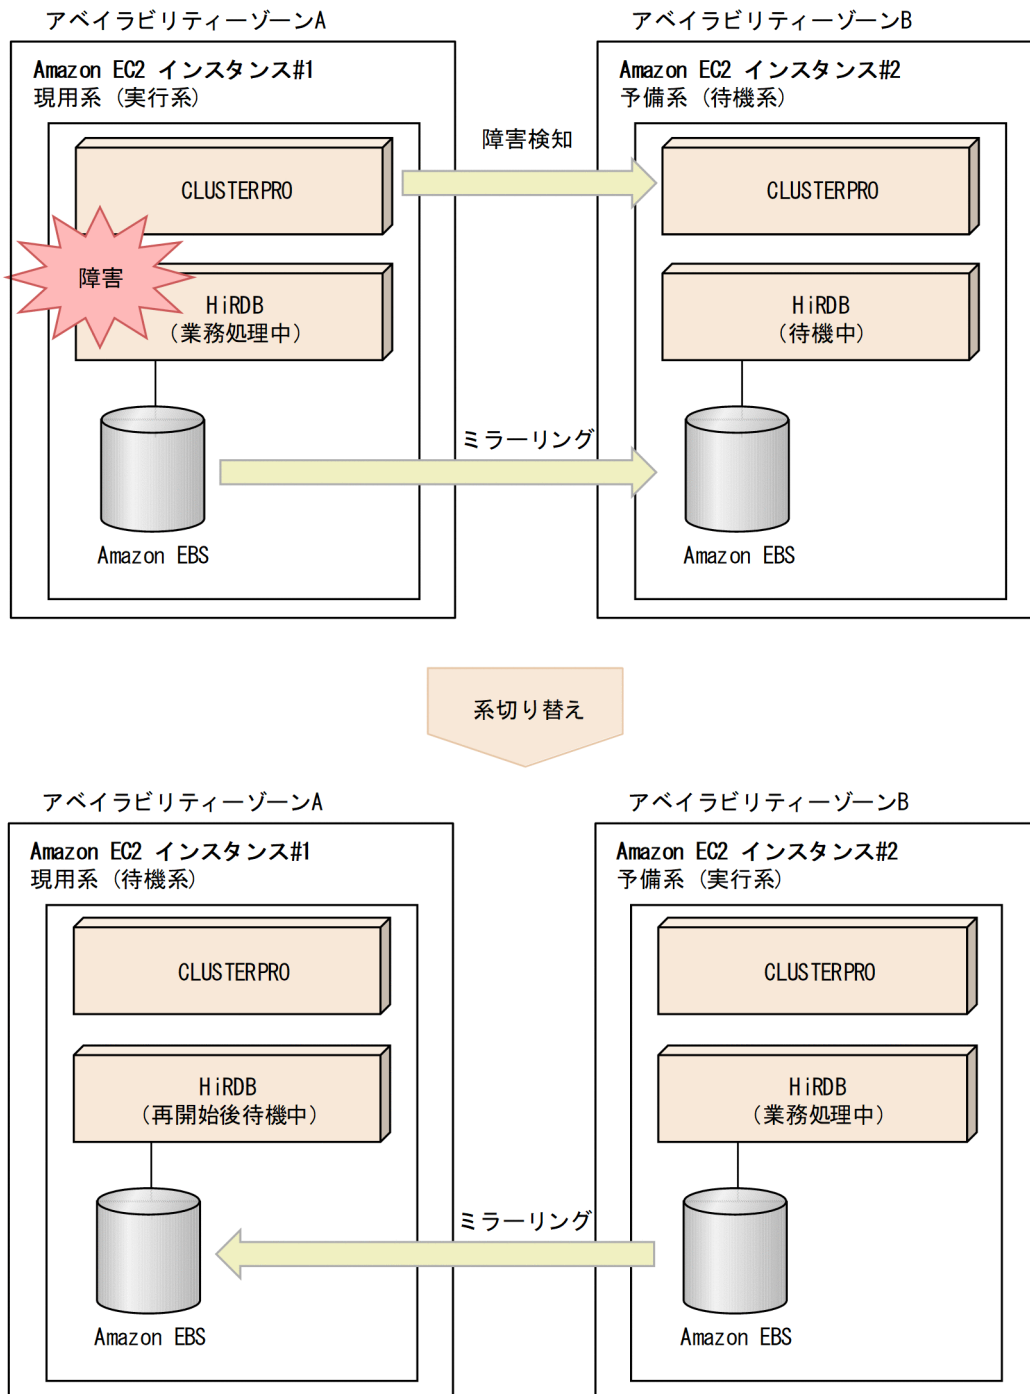 アベイラビリティーゾーンA
アベイラビリティーゾーンB
Amazon EC2 インスタンス#1
現用系（実行系）
Amazon EC2 インスタンス#2
予備系（待機系）
障害検知
CLUSTERPRO
CLUSTERPRO
障害
HiRDB
（業務処理中）
HiRDB
（待機中）
ミラーリング
Amazon EBS
Amazon EBS
系切り替え
アベイラビリティーゾーンA
アベイラビリティーゾーンB
Amazon EC2 インスタンス#1
現用系（待機系）
Amazon EC2 インスタンス#2
予備系（実行系）
CLUSTERPRO
CLUSTERPRO
HiRDB
（再開始後待機中）
HiRDB
（業務処理中）
ミラーリング
Amazon EBS
Amazon EBS